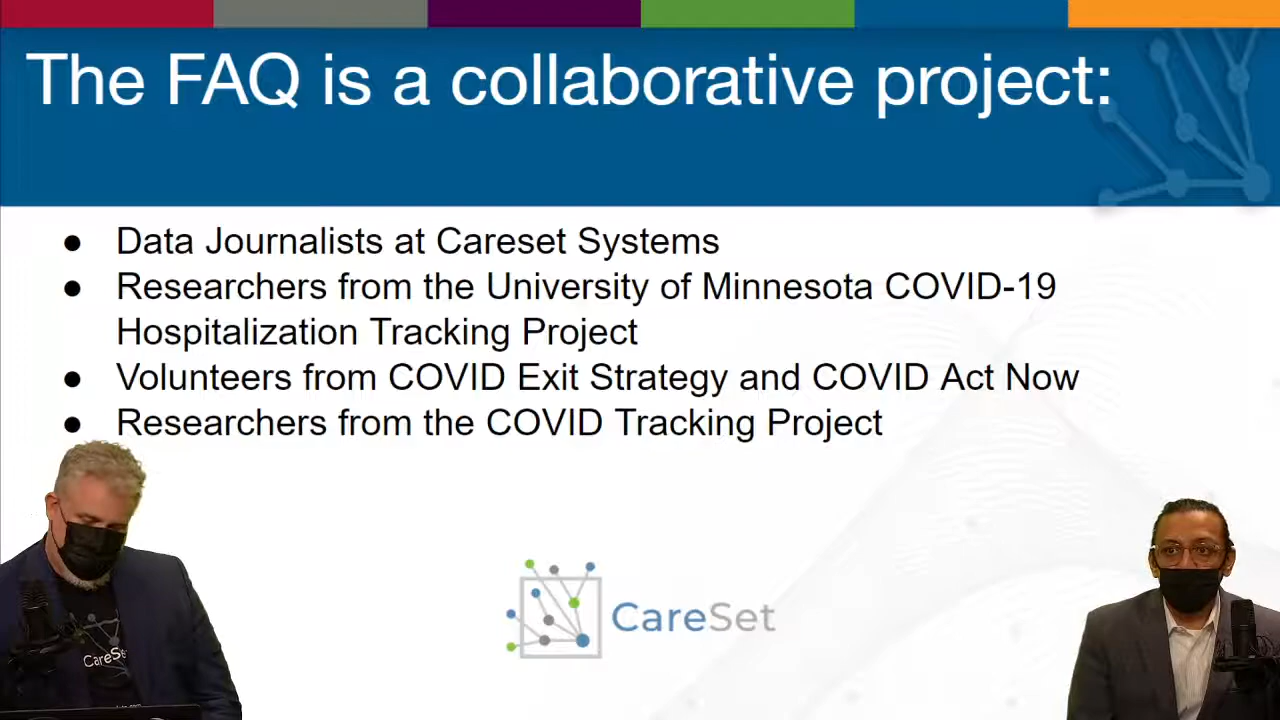 The FAQ is a collaborative project:
● Data Journalists at Careset Systems
● Researchers from the University of Minnesota COVID-19
Hospitalization Tracking Project
● Volunteers from COVID Exit Strategy and COVID Act Now
● Researchers from the COVID Tracking Project
CareSet
CareSe